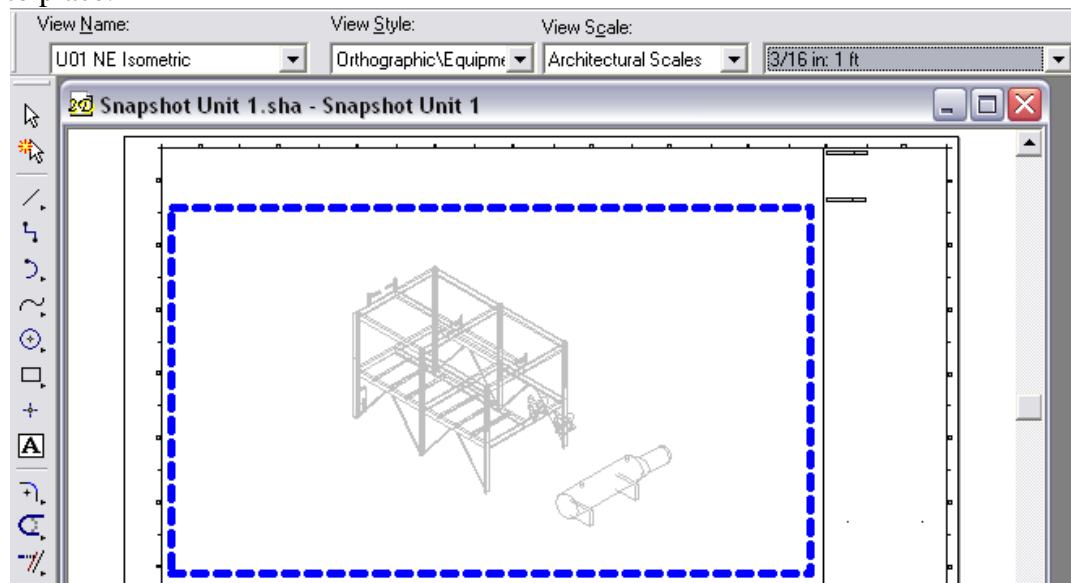 View Name: View Style: View Scale:
U01 NE Isometric Orthographic\Equipme Architectural Scales 3/16 in: 1 ft
2D Snapshot Unit 1.sha - Snapshot Unit 1
A